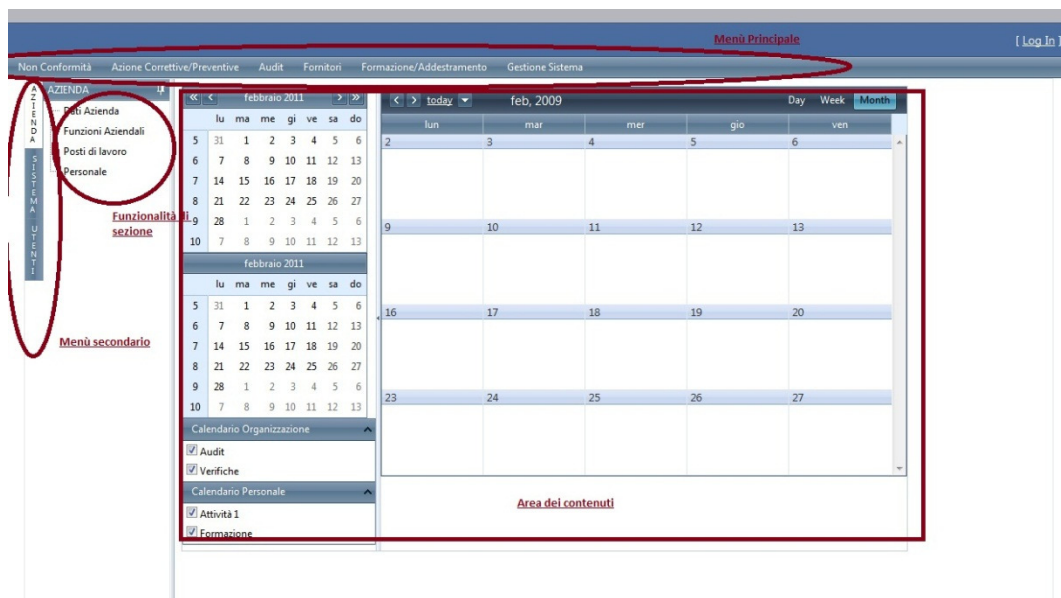 Menù Principale
[ Log In ]
Non Conformità Azione Correttive/Preventive Audit Fornitori Formazione/Addestramento Gestione Sistema
AZIENDA
SISTEMA
UTENTI
AZIENDA
Dati Azienda
Funzioni Aziendali
Posti di lavoro
Personale
Funzionalità di
sezione
Menù secondario
« < febbraio 2011 > »
lu ma me gi ve sa do
5 31 1 2 3 4 5 6
6 7 8 9 10 11 12 13
7 14 15 16 17 18 19 20
8 21 22 23 24 25 26 27
9 28 1 2 3 4 5 6
10 7 8 9 10 11 12 13
febbraio 2011
lu ma me gi ve sa do
5 31 1 2 3 4 5 6
6 7 8 9 10 11 12 13
7 14 15 16 17 18 19 20
8 21 22 23 24 25 26 27
9 28 1 2 3 4 5 6
10 7 8 9 10 11 12 13
Calendario Organizzazione
Audit
Verifiche
Calendario Personale
Attività 1
Formazione
< > today feb, 2009 Day Week Month
lun mar mer gio ven
2 3 4 5 6
9 10 11 12 13
16 17 18 19 20
23 24 25 26 27
Area dei contenuti